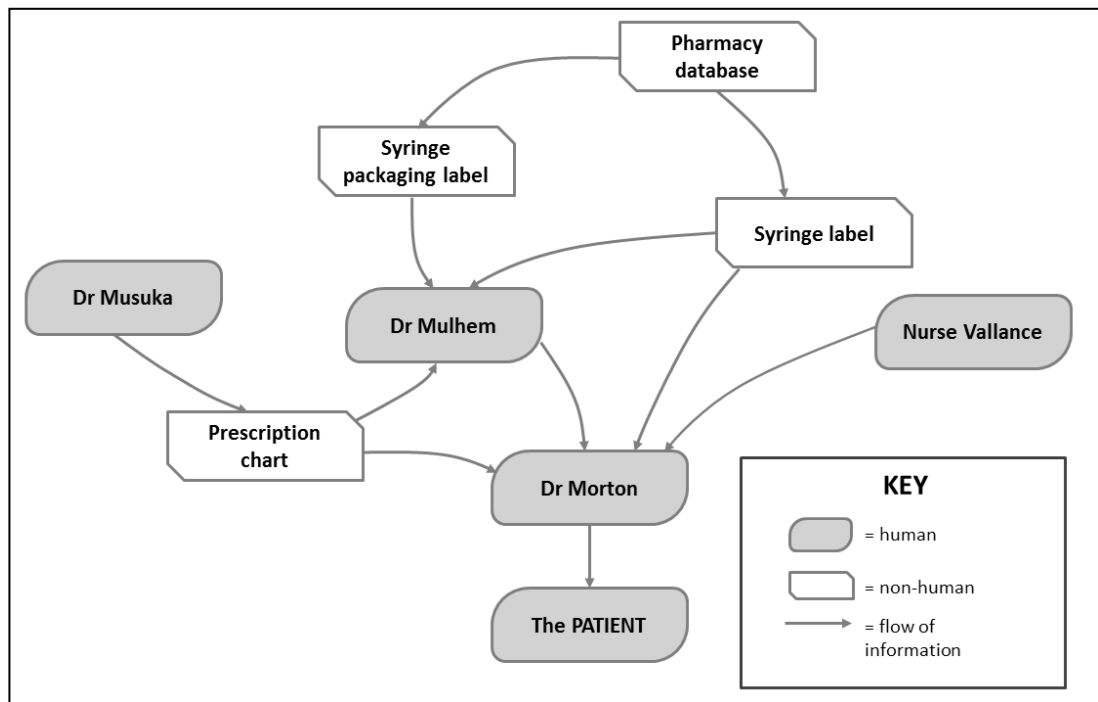 Pharmacy
database
Syringe
packaging label
Syringe label
Dr Musuka
Dr Mulhem
Nurse Vallance
Prescription
chart
Dr Morton
The PATIENT
KEY
= human
= non-human
= flow of
information